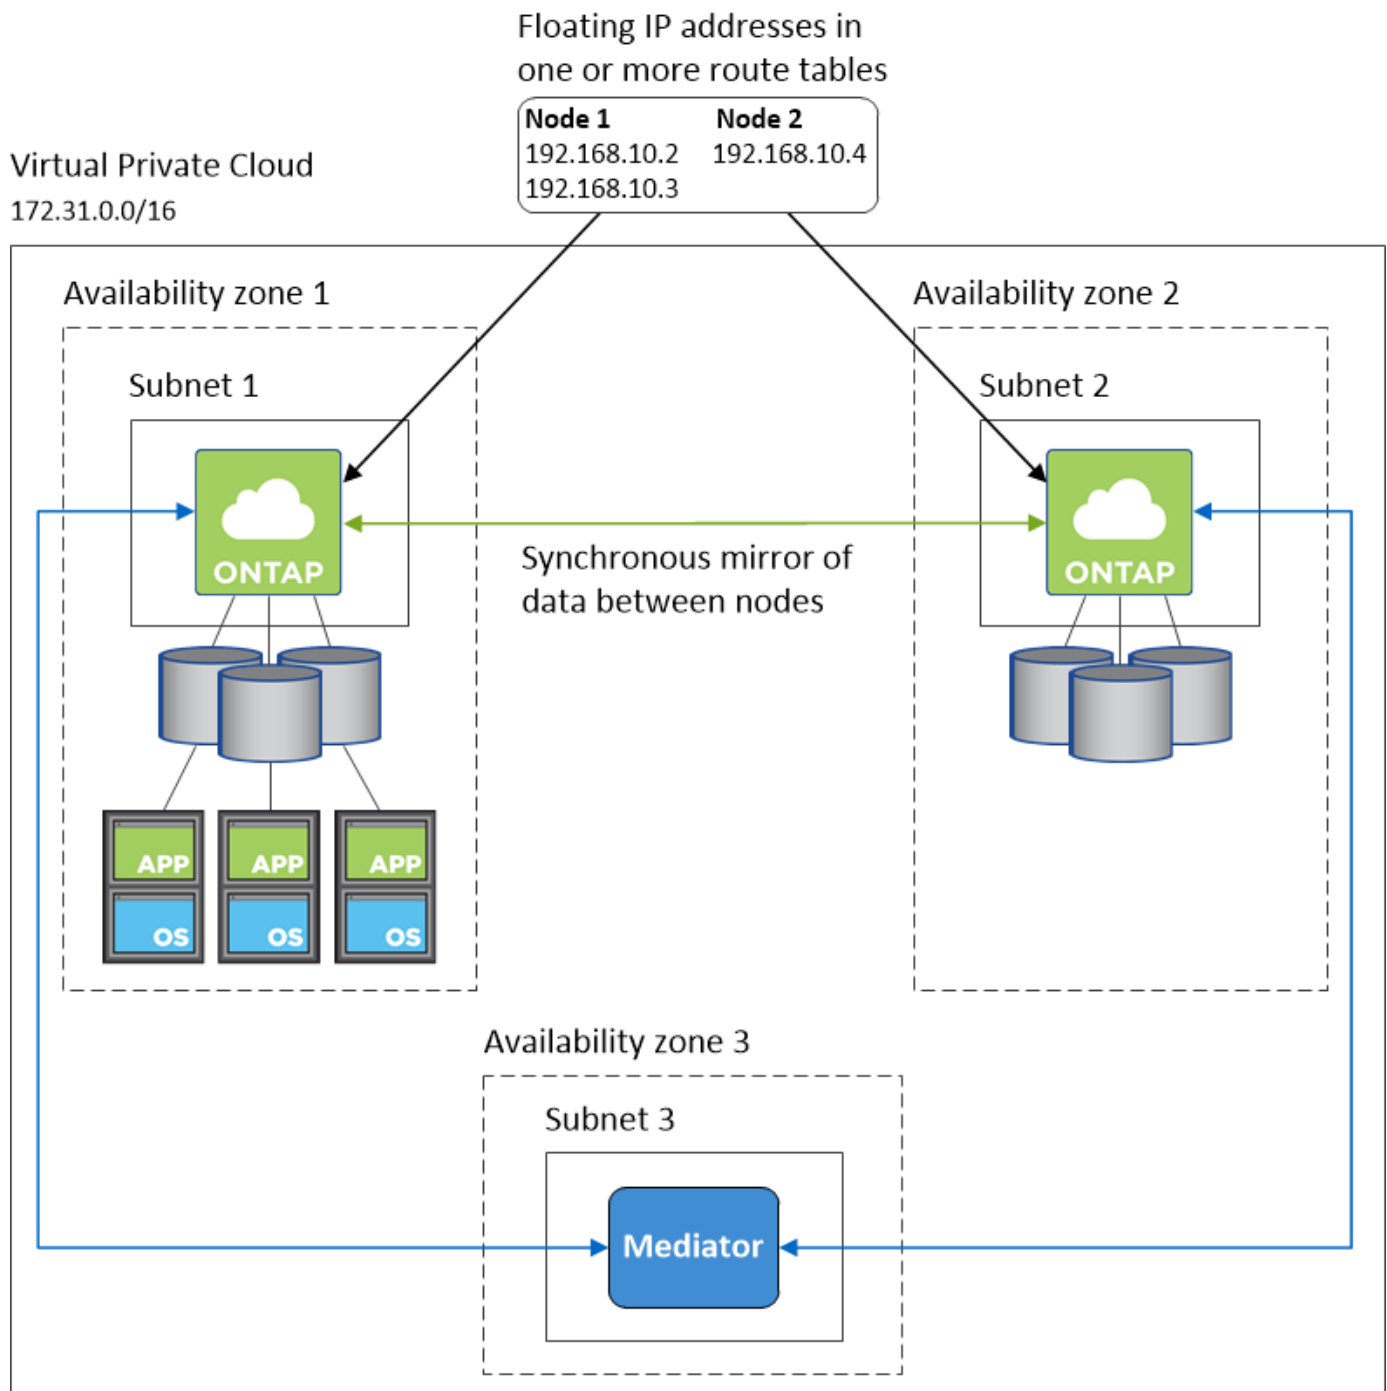 Floating IP addresses in
one or more route tables
Node 1 Node 2
192.168.10.2 192.168.10.4
192.168.10.3
Virtual Private Cloud
172.31.0.0/16
Availability zone 1
Availability zone 2
Subnet 1
Subnet 2
ONTAP
ONTAP
Synchronous mirror of
data between nodes
APP
APP
APP
OS
OS
OS
Availability zone 3
Subnet 3
Mediator